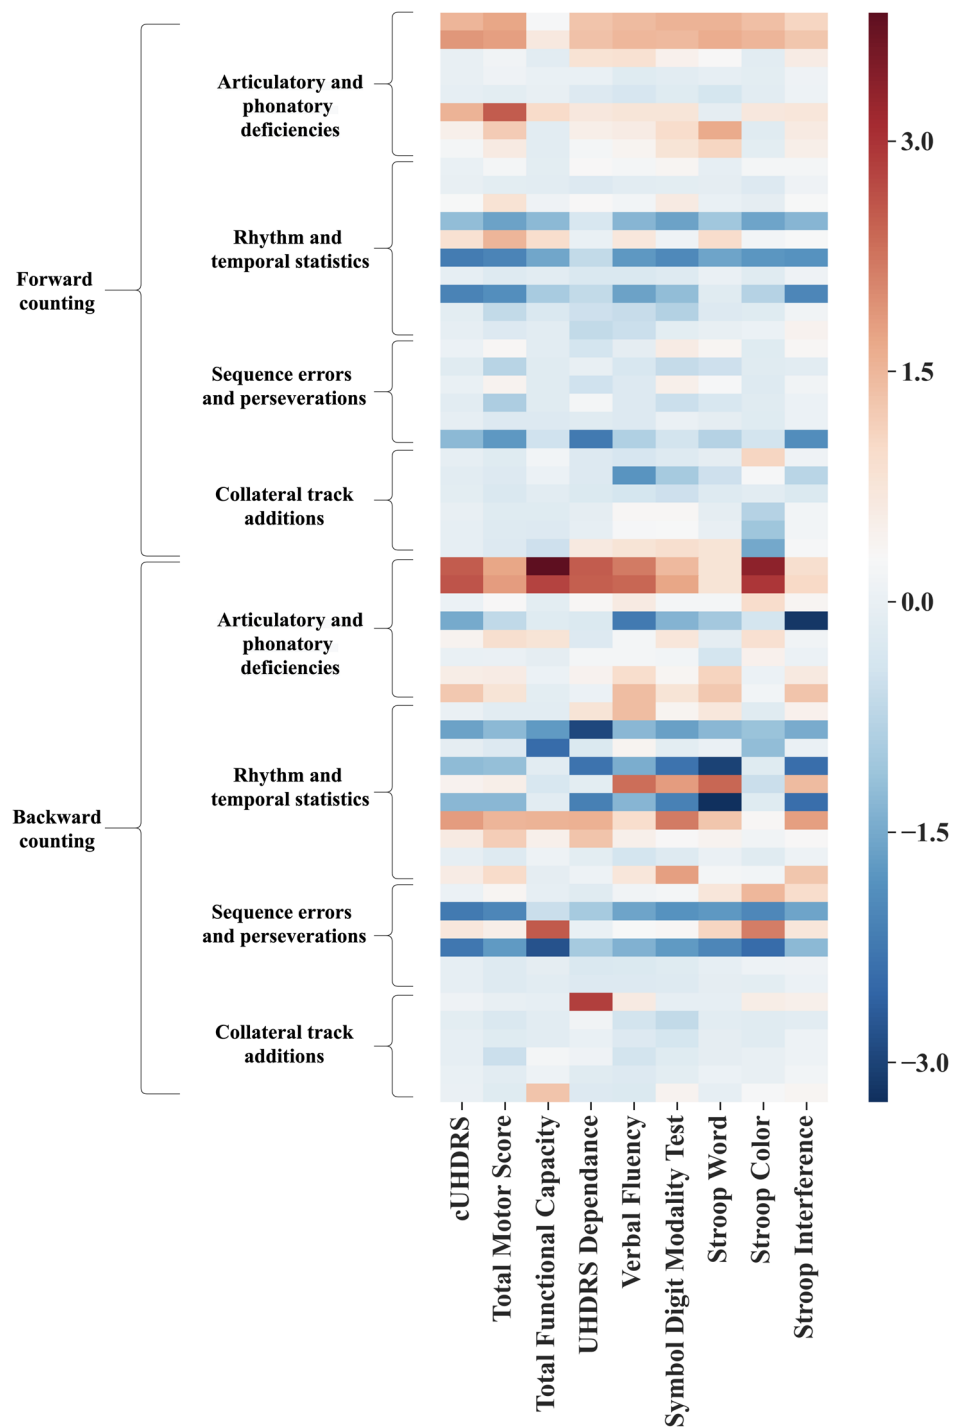 Forward
counting
Articulatory and
phonatory
deficiencies
Rhythm and
temporal statistics
Sequence errors
and perseverations
Collateral track
additions
Backward
counting
Articulatory and
phonatory
deficiencies
Rhythm and
temporal statistics
Sequence errors
and perseverations
Collateral track
additions
3.0
1.5
0.0
−1.5
−3.0
cUHDRS
Total Motor Score
Total Functional Capacity
UHDRS Dependance
Verbal Fluency
Symbol Digit Modality Test
Stroop Word
Stroop Color
Stroop Interference